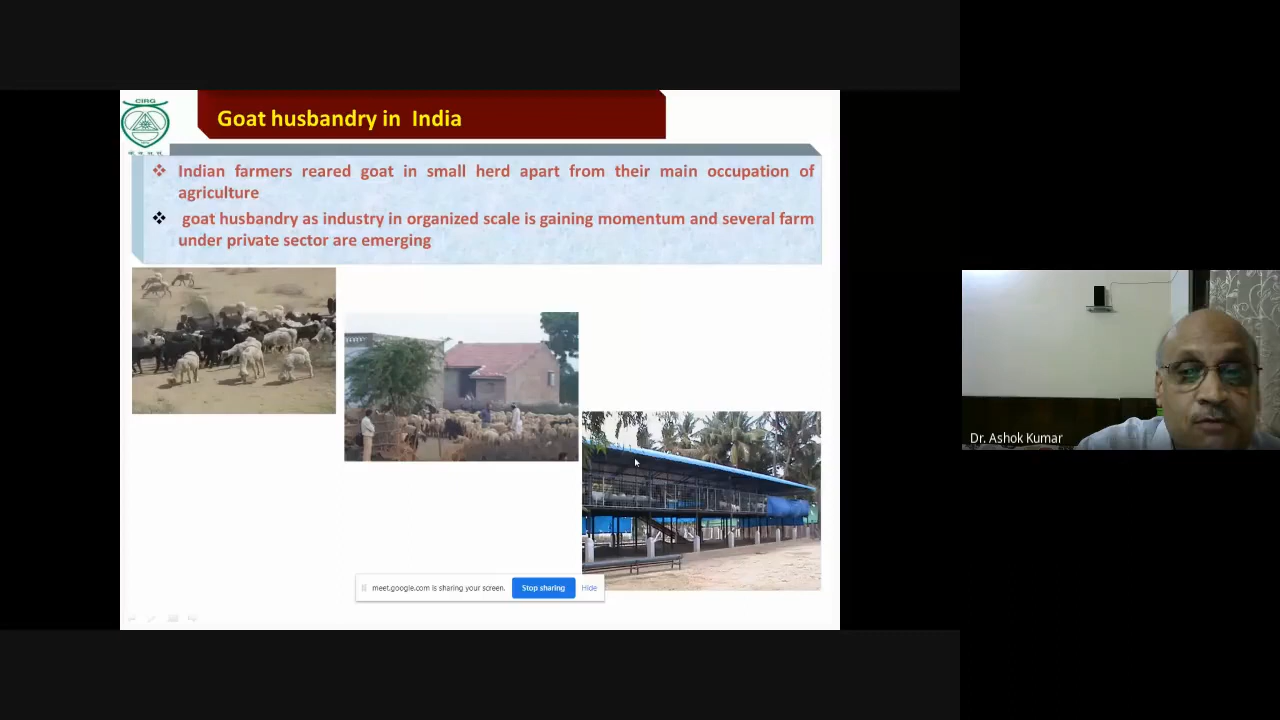 CIRG
Goat husbandry in India
❖ Indian farmers reared goat in small herd apart from their main occupation of
agriculture
❖ goat husbandry as industry in organized scale is gaining momentum and several farm
under private sector are emerging
meet.google.com is sharing your screen. Stop sharing Hide
Dr. Ashok Kumar